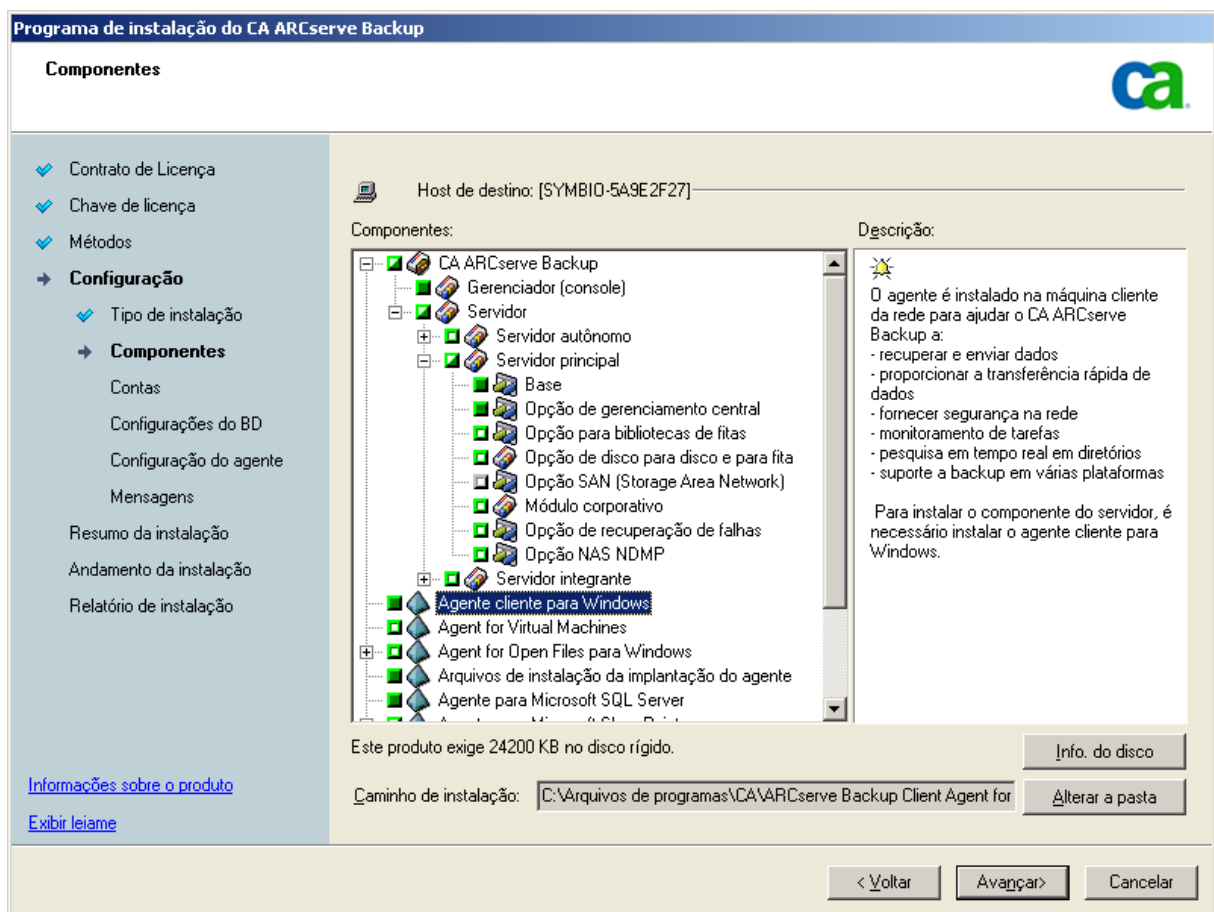 Programa de instalação do CA ARCserve Backup
Componentes
ca
Contrato de Licença
Chave de licença
Métodos
Configuração
Tipo de instalação
Componentes
Contas
Configurações do BD
Configuração do agente
Mensagens
Resumo da instalação
Andamento da instalação
Relatório de instalação
Informações sobre o produto
Exibir leiame
Host de destino: [SYMBIO-5A9E2F27]
Componentes:
CA ARCserve Backup
Gerenciador (console)
Servidor
Servidor autônomo
Servidor principal
Base
Opção de gerenciamento central
Opção para bibliotecas de fitas
Opção de disco para disco e para fita
Opção SAN (Storage Area Network)
Módulo corporativo
Opção de recuperação de falhas
Opção NAS NDMP
Servidor integrante
Agente cliente para Windows
Agent for Virtual Machines
Agent for Open Files para Windows
Arquivos de instalação da implantação do agente
Agente para Microsoft SQL Server
Descrição:
O agente é instalado na máquina cliente
da rede para ajudar o CA ARCserve
Backup a:
- recuperar e enviar dados
- proporcionar a transferência rápida de
dados
- fornecer segurança na rede
- monitoramento de tarefas
- pesquisa em tempo real em diretórios
- suporte a backup em várias plataformas
Para instalar o componente do servidor, é
necessário instalar o agente cliente para
Windows.
Este produto exige 24200 KB no disco rígido.
Info. do disco
Caminho de instalação: C:\Arquivos de programas\CA\ARCserve Backup Client Agent for
Alterar a pasta
< Voltar
Avançar>
Cancelar